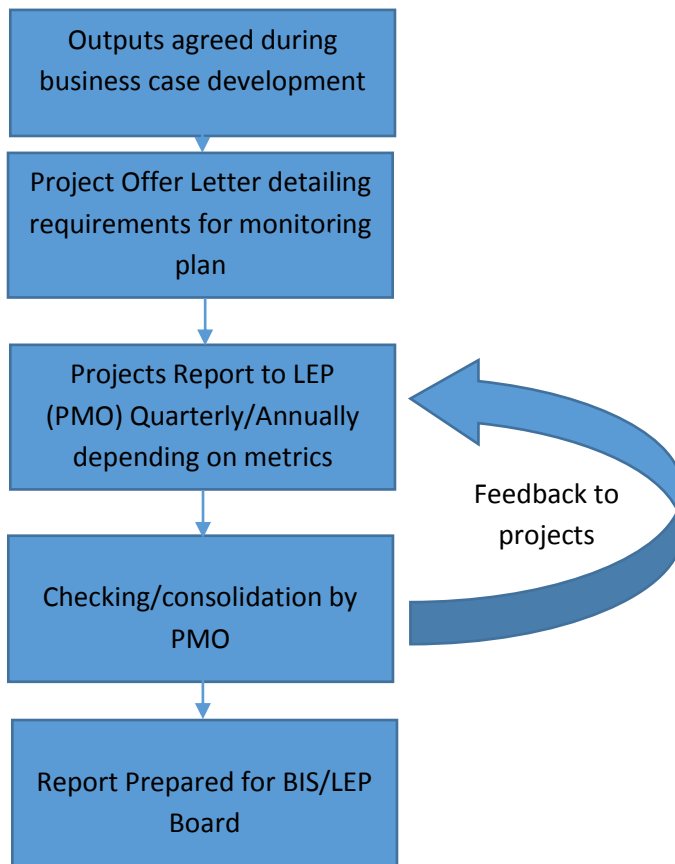 Outputs agreed during
business case development
Project Offer Letter detailing
requirements for monitoring
plan
Projects Report to LEP
(PMO) Quarterly/Annually
depending on metrics
Feedback to
projects
Checking/consolidation by
PMO
Report Prepared for BIS/LEP
Board